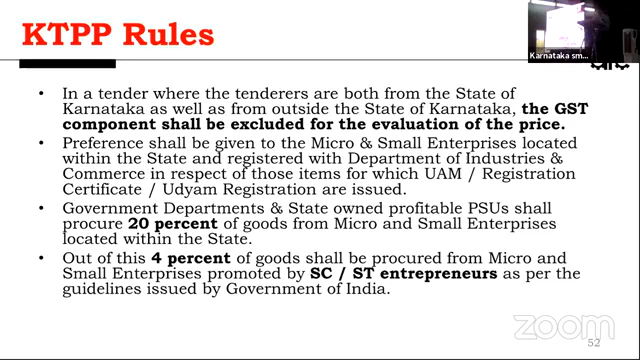 KTPP Rules
Karnataka sm...
• In a tender where the tenderers are both from the State of
Karnataka as well as from outside the State of Karnataka, the GST
component shall be excluded for the evaluation of the price.
• Preference shall be given to the Micro & Small Enterprises located
within the State and registered with Department of Industries &
Commerce in respect of those items for which UAM / Registration
Certificate / Udyam Registration are issued.
• Government Departments & State owned profitable PSUs shall
procure 20 percent of goods from Micro and Small Enterprises
located within the State.
• Out of this 4 percent of goods shall be procured from Micro and
Small Enterprises promoted by SC / ST entrepreneurs as per the
guidelines issued by Government of India.
zoom
52